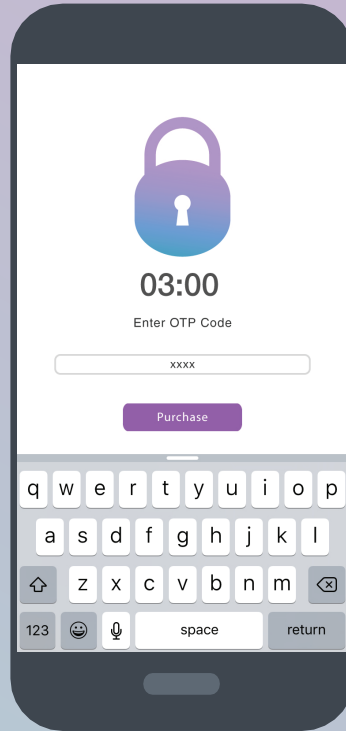 03:00
Enter OTP Code
xxxx
Purchase
q w e r t y u i o p
a s d f g h j k l
z x c v b n m
123 space return